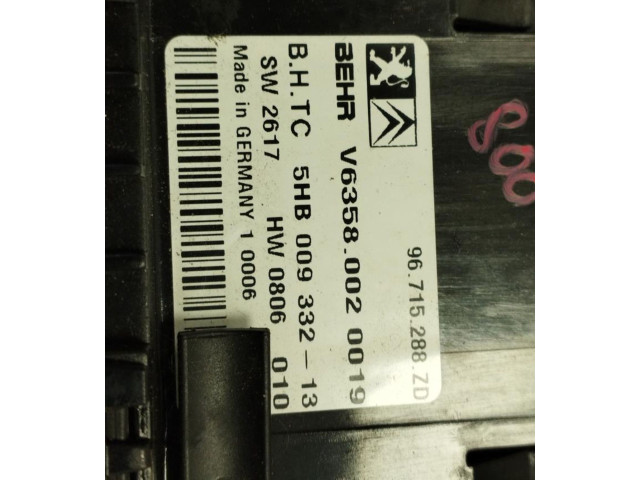 96.715.288.ZD
BEHR V6358.002 0019
B.H.TC 5HB 009 332-13
SW 2617 HW 0806 010
Made in GERMANY 1 0006
800